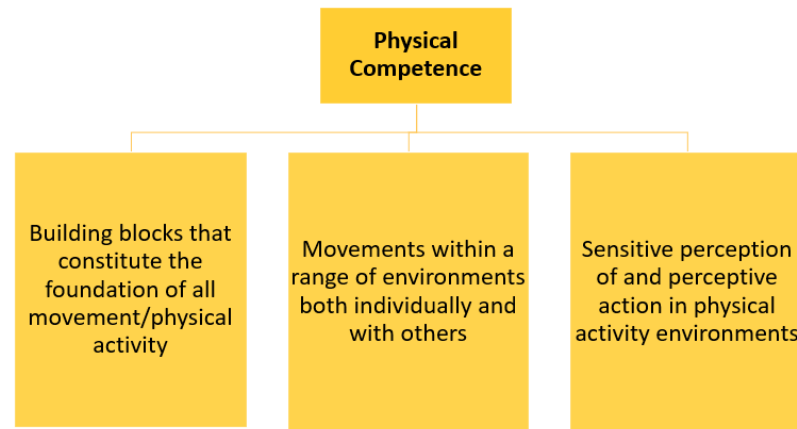 Physical
Competence
Building blocks that
constitute the
foundation of all
movement/physical
activity
Movements within a
range of environments
both individually and
with others
Sensitive perception
of and perceptive
action in physical
activity environments